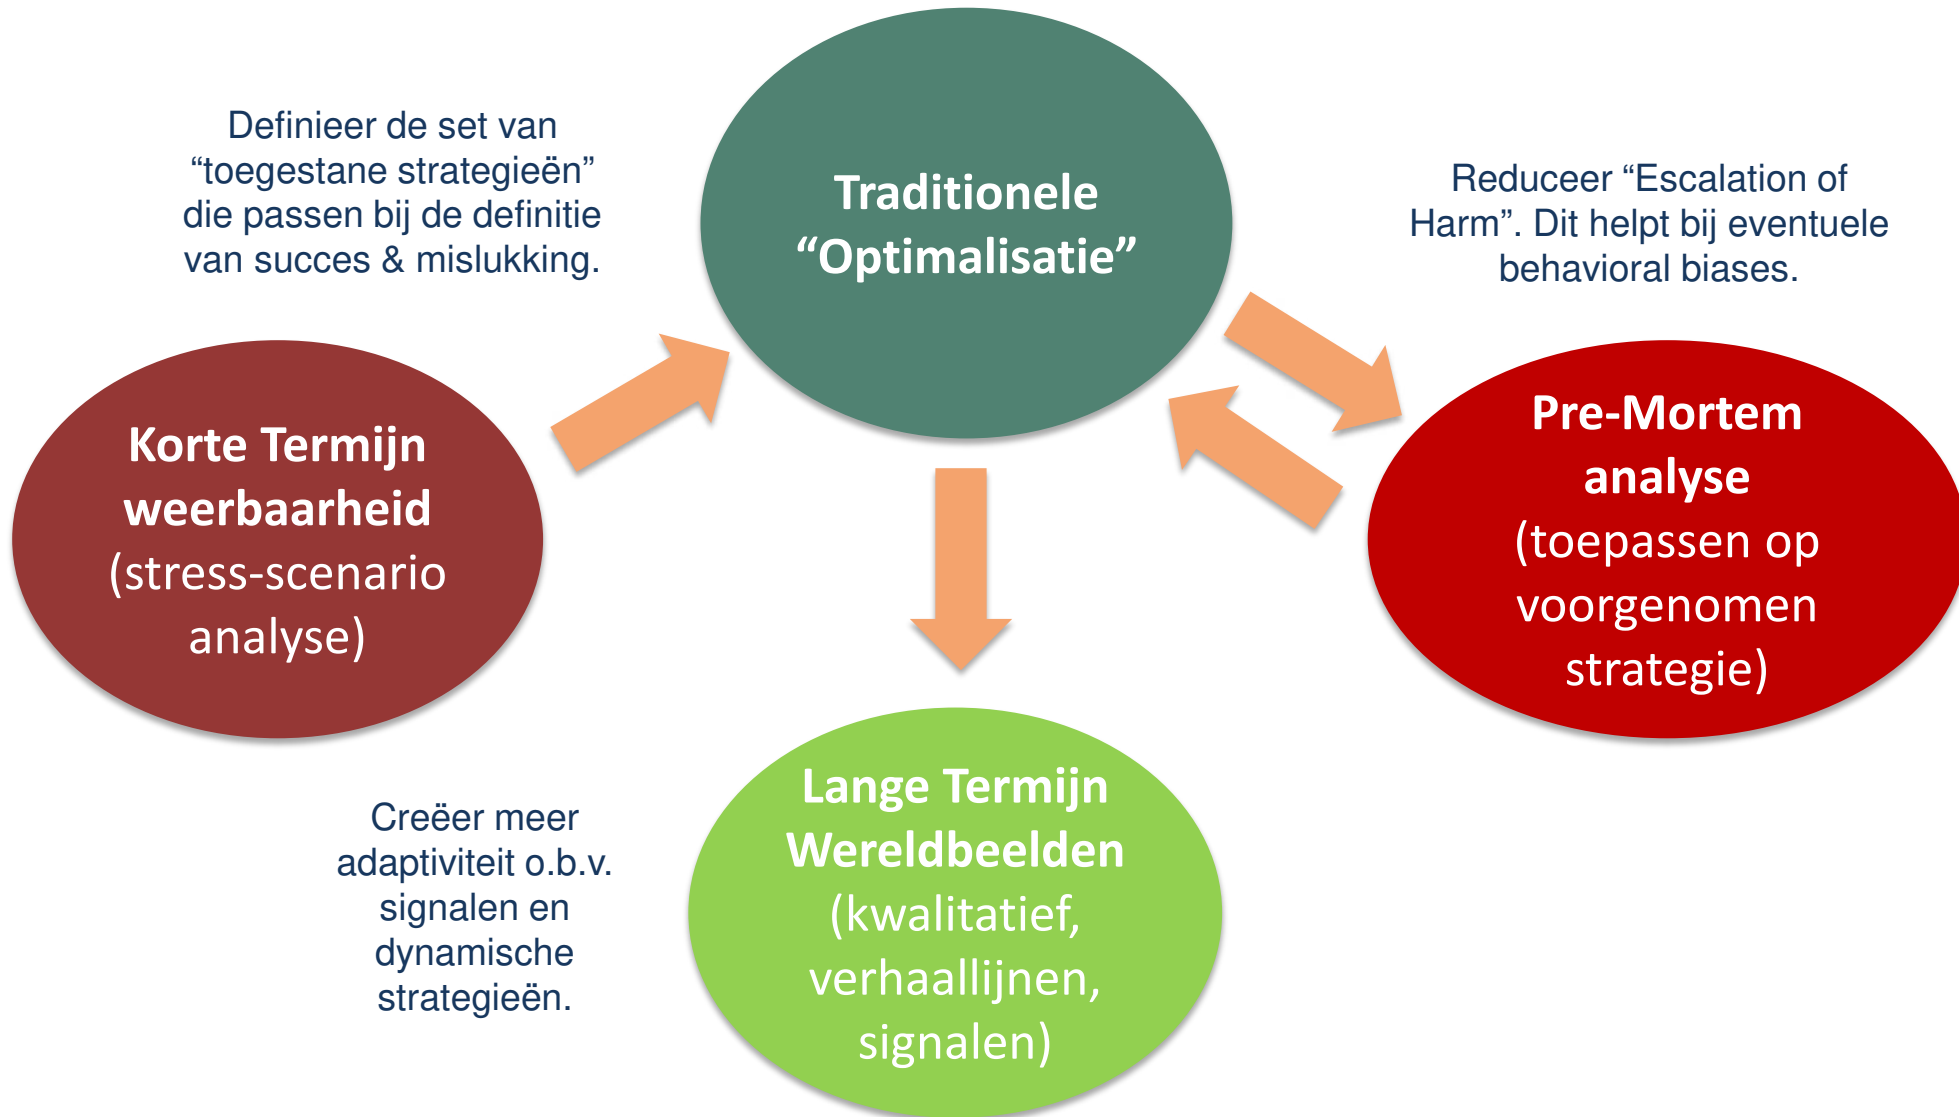 Definieer de set van
“toegestane strategieën”
die passen bij de definitie
van succes & mislukking.
Traditionele
“Optimalisatie”
Reduceer “Escalation of
Harm”. Dit helpt bij eventuele
behavioral biases.
Korte Termijn
weerbaarheid
(stress-scenario
analyse)
Pre-Mortem
analyse
(toepassen op
voorgenomen
strategie)
Creëer meer
adaptiviteit o.b.v.
signalen en
dynamische
strategieën.
Lange Termijn
Wereldbeelden
(kwalitatief,
verhaallijnen,
signalen)